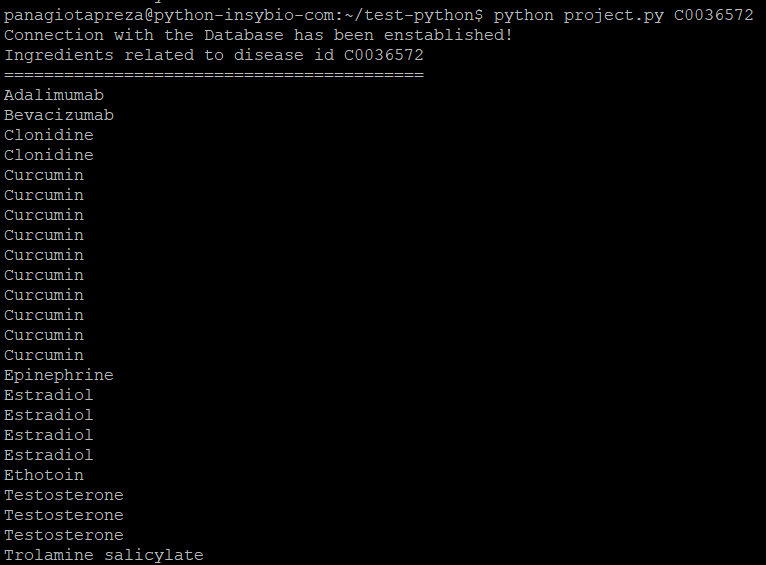 panagiotapreza@python-insybio-com:~/test-python$ python project.py C0036572
Connection with the Database has been enstablished!
Ingredients related to disease id C0036572
==========================================
Adalimumab
Bevacizumab
Clonidine
Clonidine
Curcumin
Curcumin
Curcumin
Curcumin
Curcumin
Curcumin
Curcumin
Curcumin
Curcumin
Curcumin
Epinephrine
Estradiol
Estradiol
Estradiol
Estradiol
Ethotoin
Testosterone
Testosterone
Testosterone
Trolamine salicylate